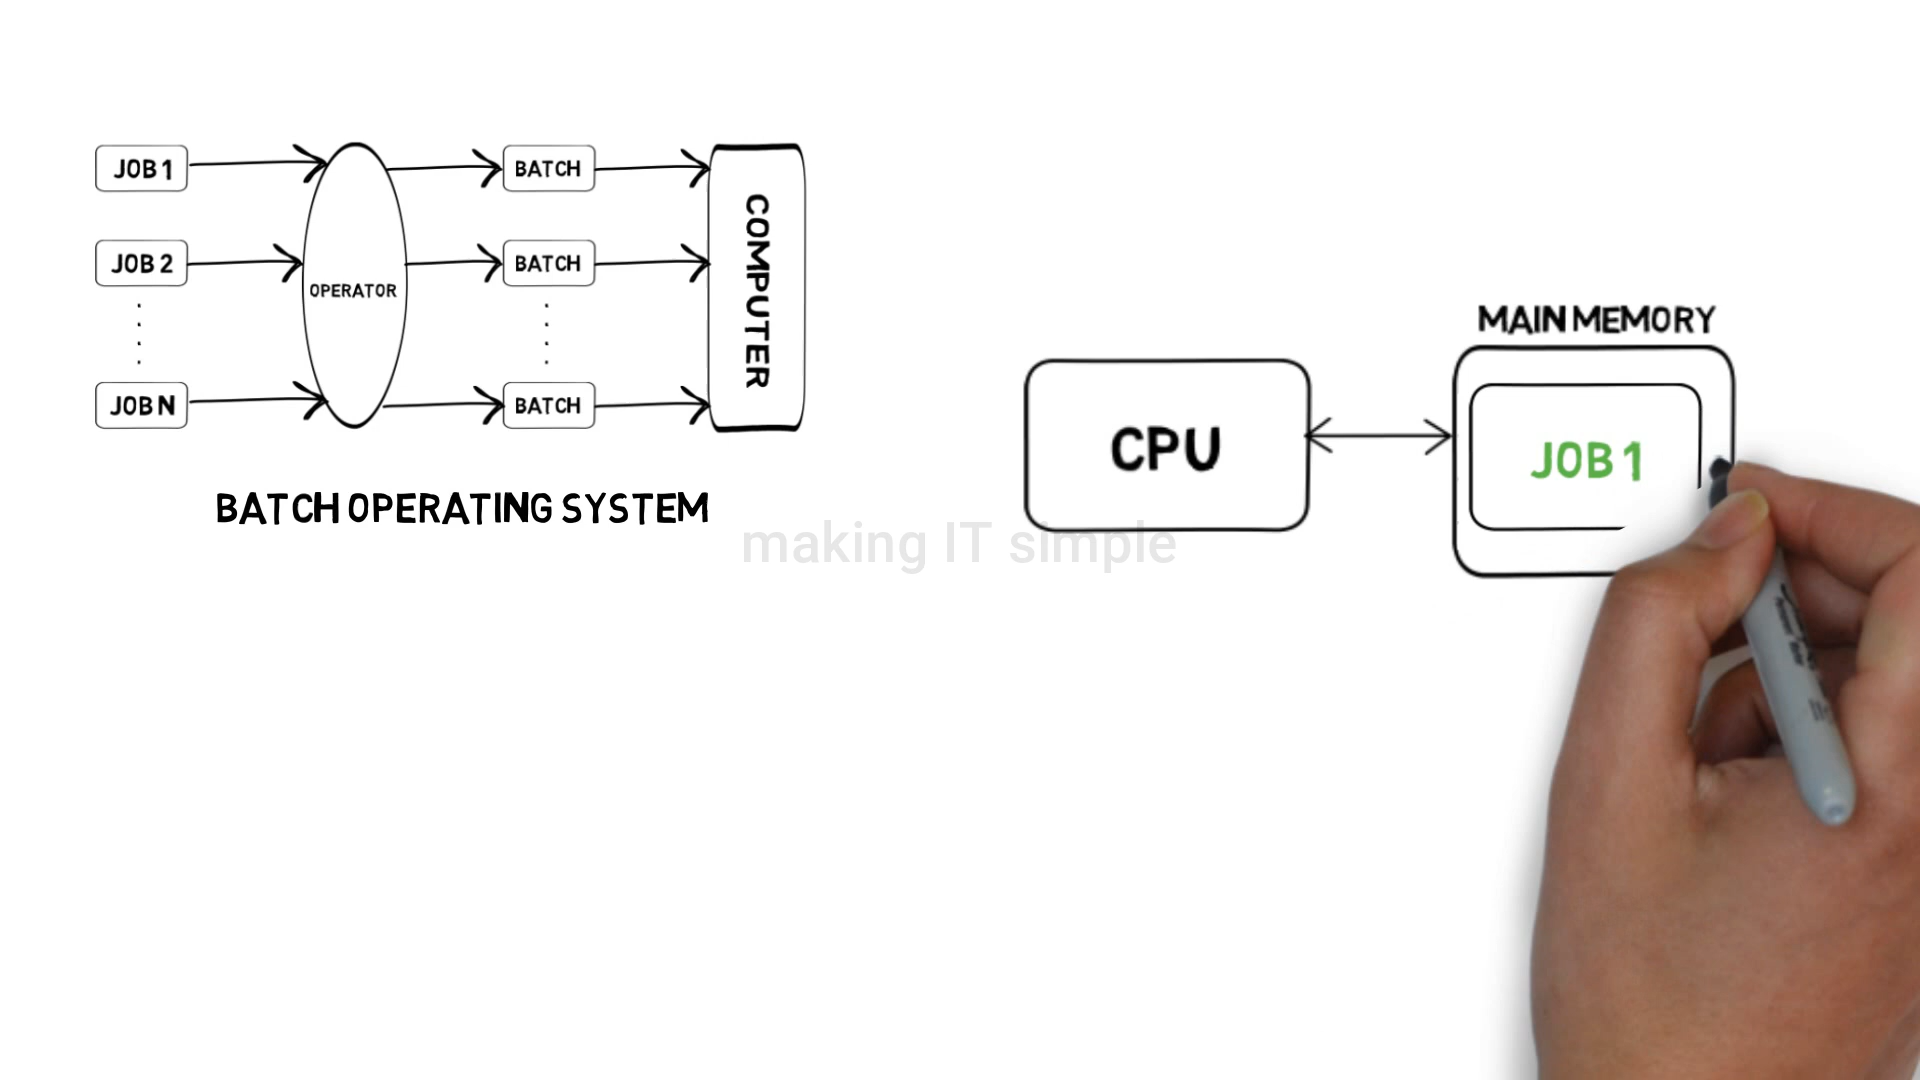 JOB 1
BATCH
JOB 2
BATCH
OPERATOR
JOB N
BATCH
COMPUTER
BATCH OPERATING SYSTEM
MAIN MEMORY
CPU
JOB 1
making IT simple